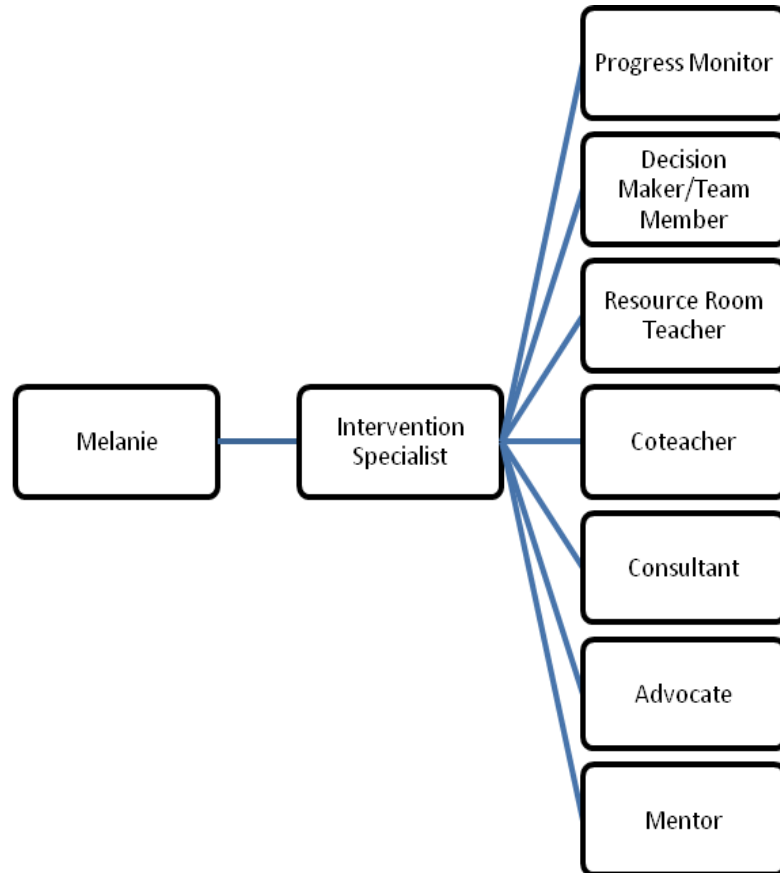 Progress Monitor
Decision
Maker/Team
Member
Resource Room
Teacher
Melanie
Intervention
Specialist
Coteacher
Consultant
Advocate
Mentor